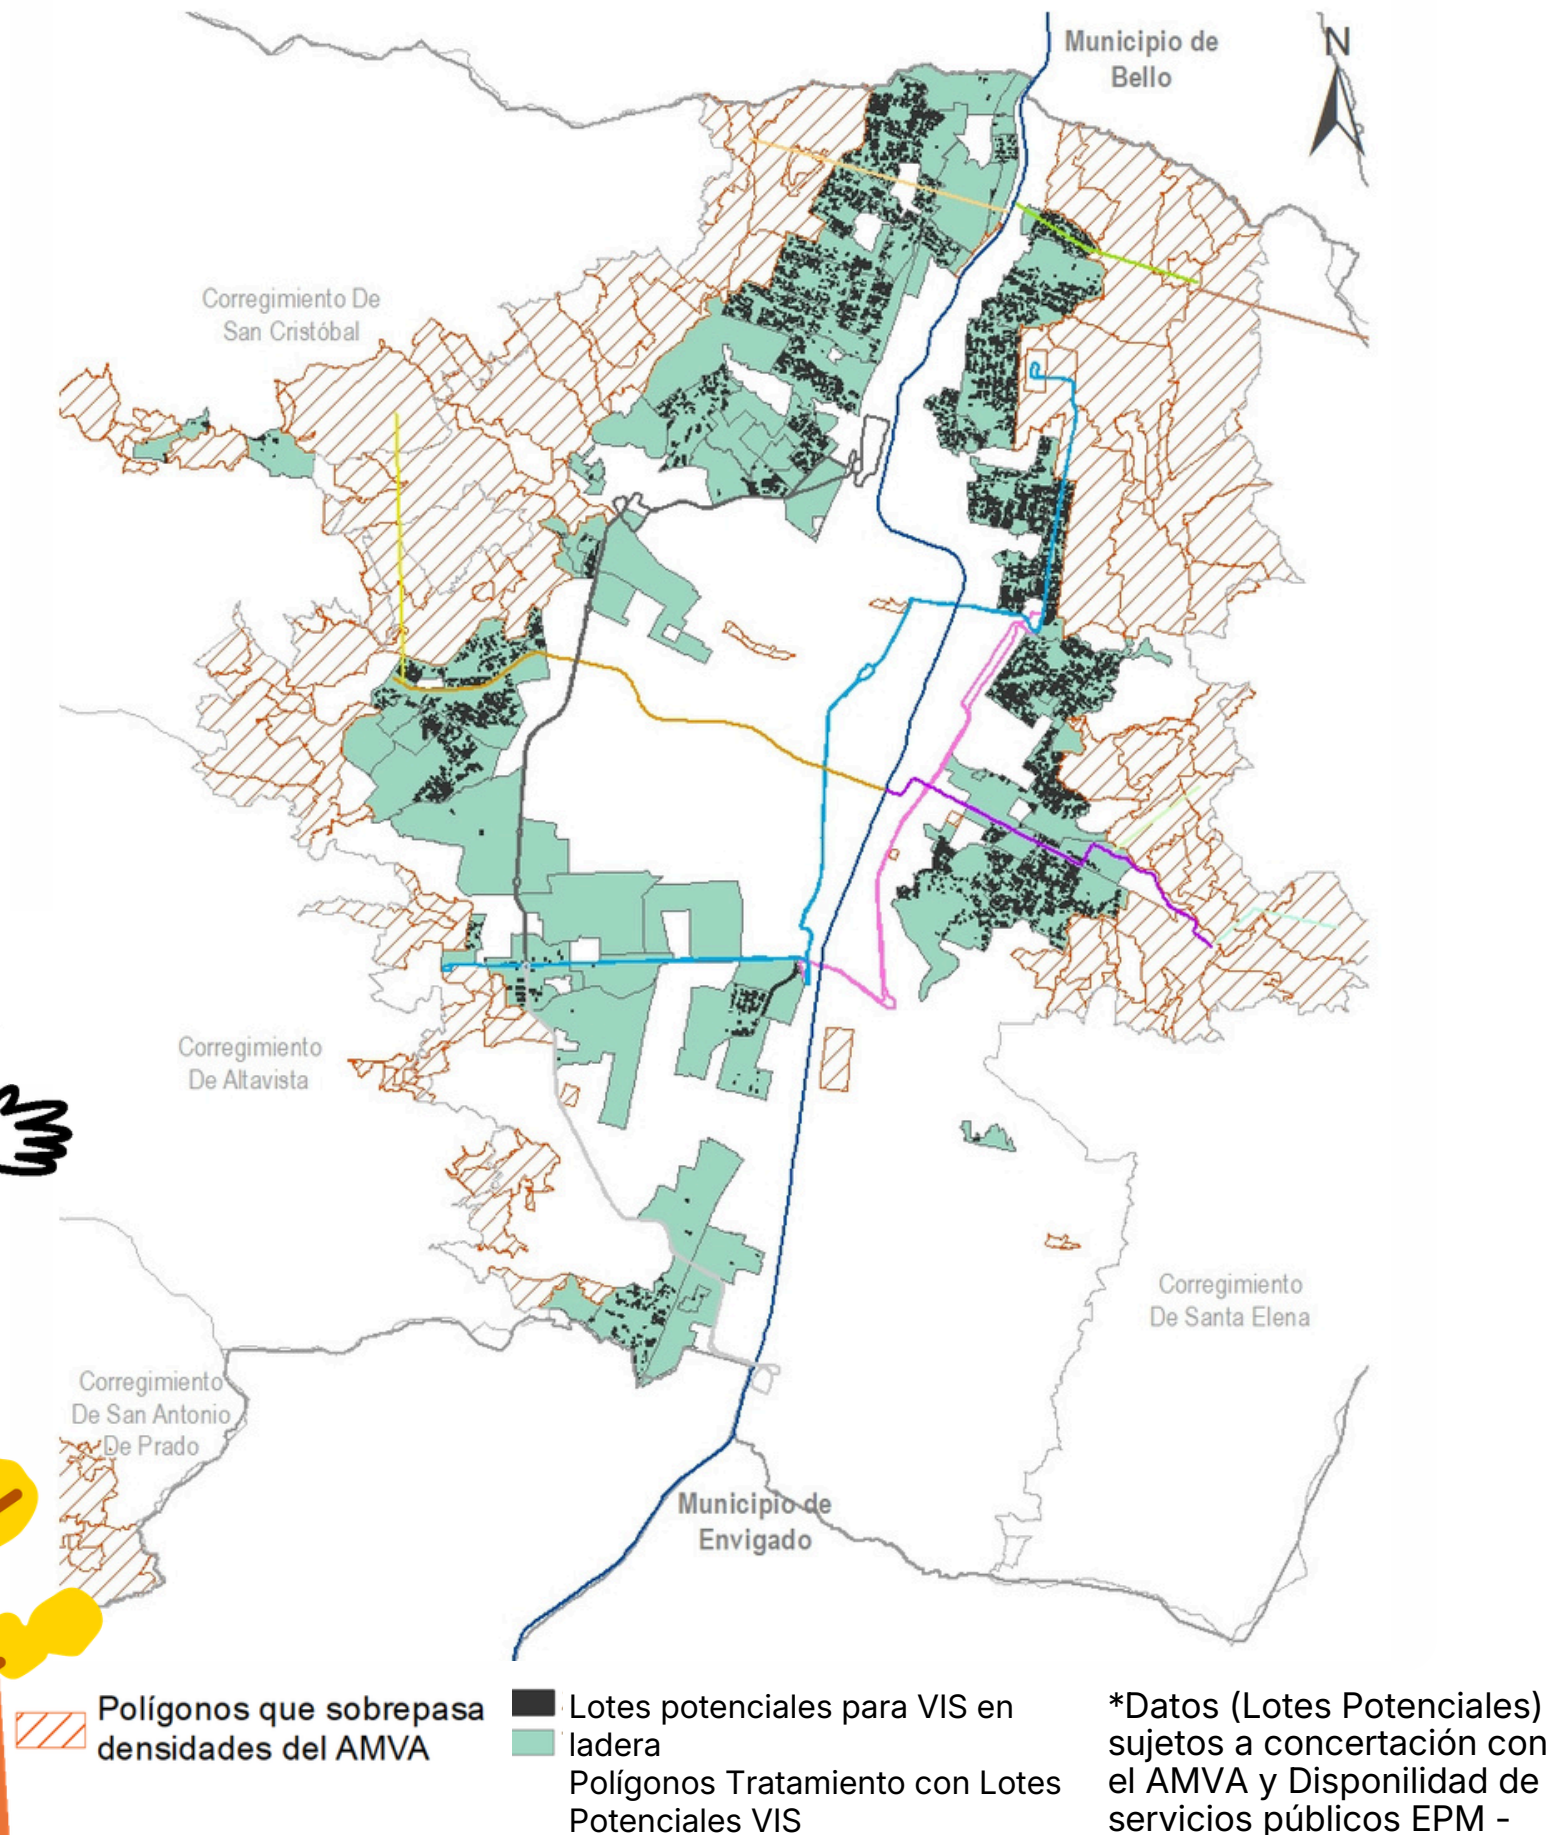 Municipio de
Bello
N
Corregimiento De
San Cristóbal
Corregimiento
De Altavista
Corregimiento
De Santa Elena
Corregimiento
De San Antonio
De Prado
Municipio de
Envigado
Polígonos que sobrepasa
densidades del AMVA
Lotes potenciales para VIS en
ladera
Polígonos Tratamiento con Lotes
Potenciales VIS
*Datos (Lotes Potenciales)
sujetos a concertación con
el AMVA y Disponilidad de
servicios públicos EPM -